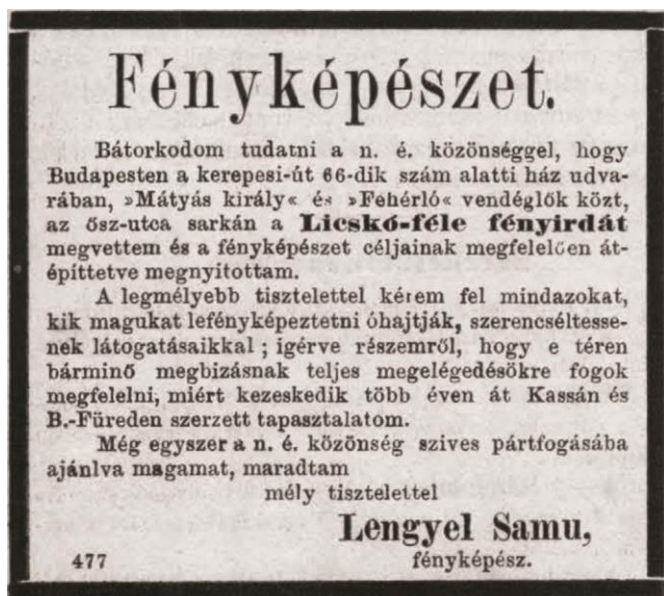 Fényképészet.
Bátorkodom tudatni a n. é. közönséggel, hogy
Budapesten a kerepesi-út 66-dik szám alatti ház udva-
rában, »Mátyás király« és »Fehérló« vendéglők közt,
az ősz-utca sarkán a Licskó-féle fényirdát
megvettem és a fényképészet céljainak megfelelően át-
építtetve megnyitottam.
A legmélyebb tisztelettel kérem fel mindazokat,
kik magukat lefényképeztetni óhajtják, szerencséltesse-
nek látogatásaikkal; igérve részemről, hogy e téren
bárminő megbizásnak teljes megelégedésökre fogok
megfelelni, miért kezeskedik több éven át Kassán és
B.-Füreden szerzett tapasztalatom.
Még egyszer a n. é. közönség szives pártfogásába
ajánlva magamat, maradtam
mély tisztelettel
Lengyel Samu,
477 fényképész.